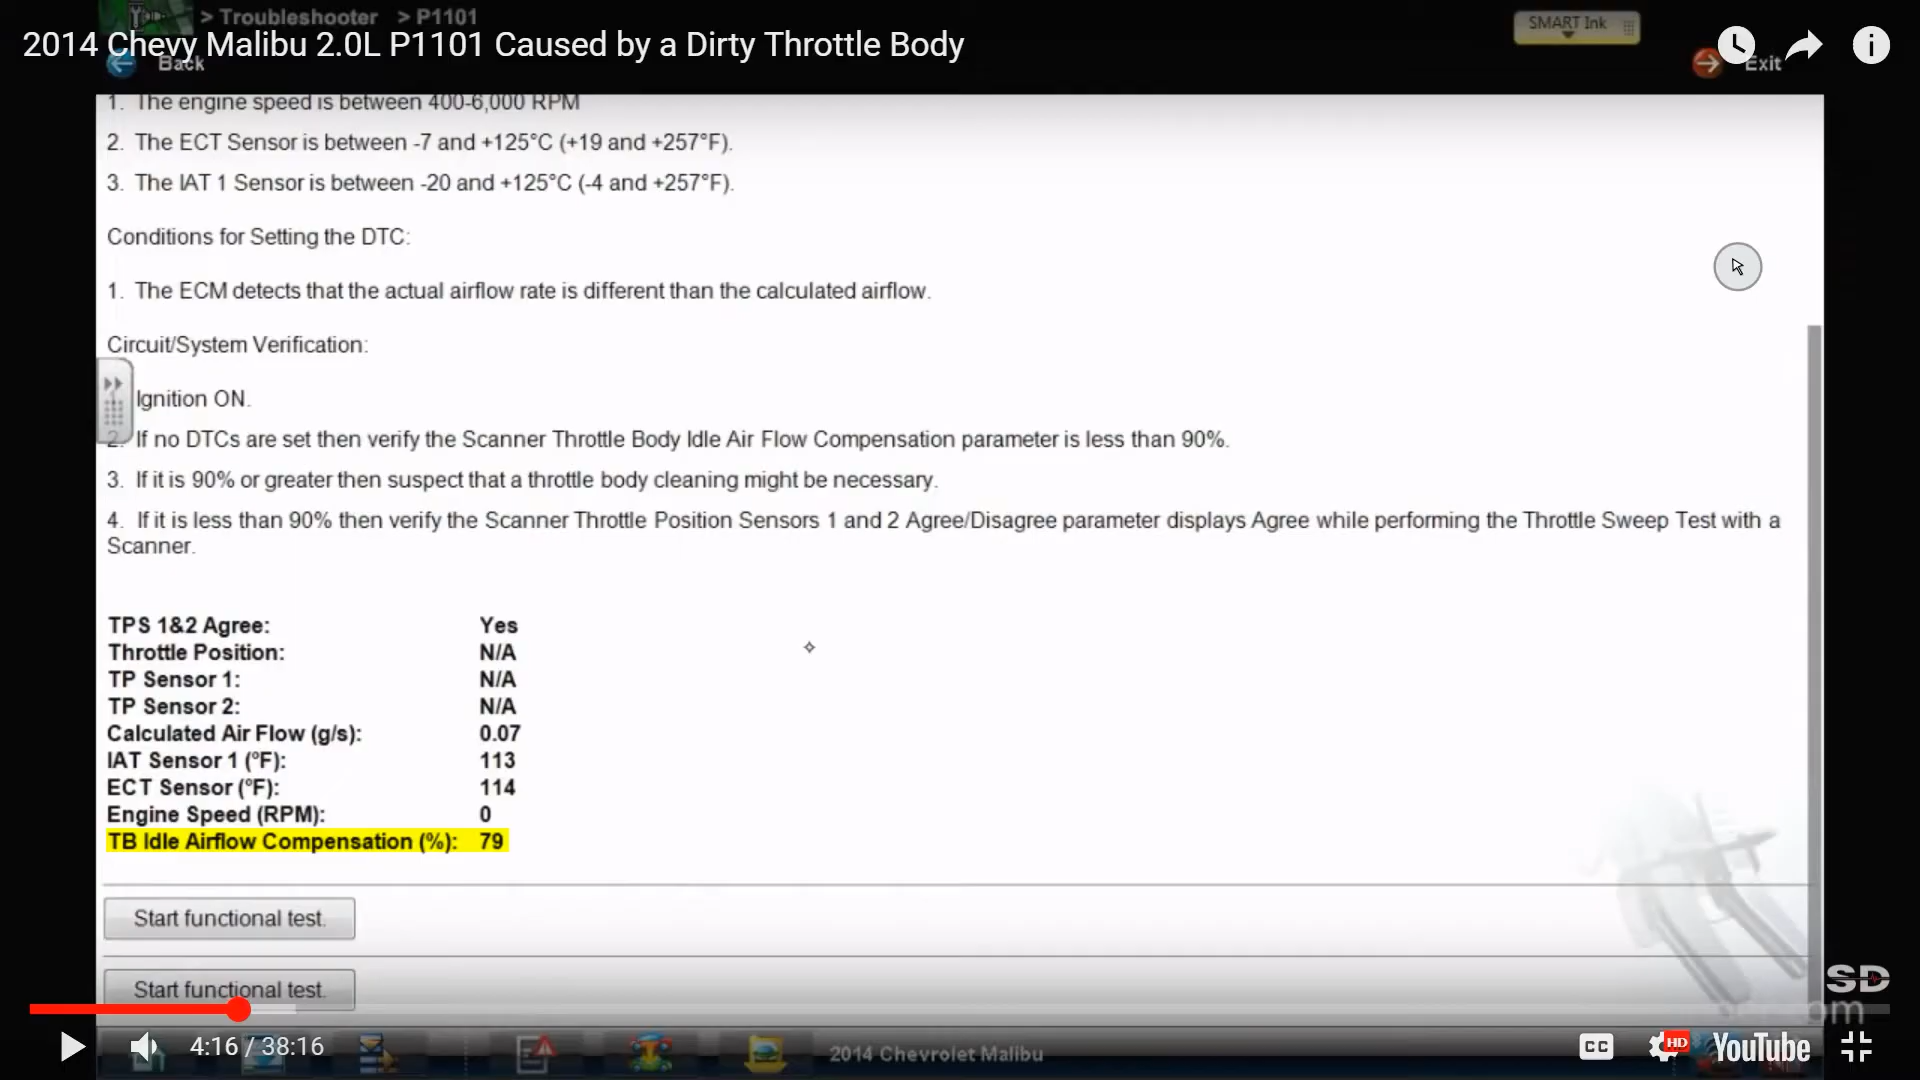 > Troubleshooter > P1101
SMART Ink
2014 Chevy Malibu 2.0L P1101 Caused by a Dirty Throttle Body
Back
Exit
1. The engine speed is between 400-6,000 RPM
2. The ECT Sensor is between -7 and +125°C (+19 and +257°F).
3. The IAT 1 Sensor is between -20 and +125°C (-4 and +257°F).
Conditions for Setting the DTC:
1. The ECM detects that the actual airflow rate is different than the calculated airflow.
Circuit/System Verification:
Ignition ON.
2. If no DTCs are set then verify the Scanner Throttle Body Idle Air Flow Compensation parameter is less than 90%.
3. If it is 90% or greater then suspect that a throttle body cleaning might be necessary.
4. If it is less than 90% then verify the Scanner Throttle Position Sensors 1 and 2 Agree/Disagree parameter displays Agree while performing the Throttle Sweep Test with a
Scanner.
TPS 1&2 Agree: Yes
Throttle Position: N/A
TP Sensor 1: N/A
TP Sensor 2: N/A
Calculated Air Flow (g/s): 0.07
IAT Sensor 1 (°F): 113
ECT Sensor (°F): 114
Engine Speed (RPM): 0
TB Idle Airflow Compensation (%): 79
Start functional test.
Start functional test.
SD
om
4:16 / 38:16
2014 Chevrolet Malibu
CC
HD
YouTube